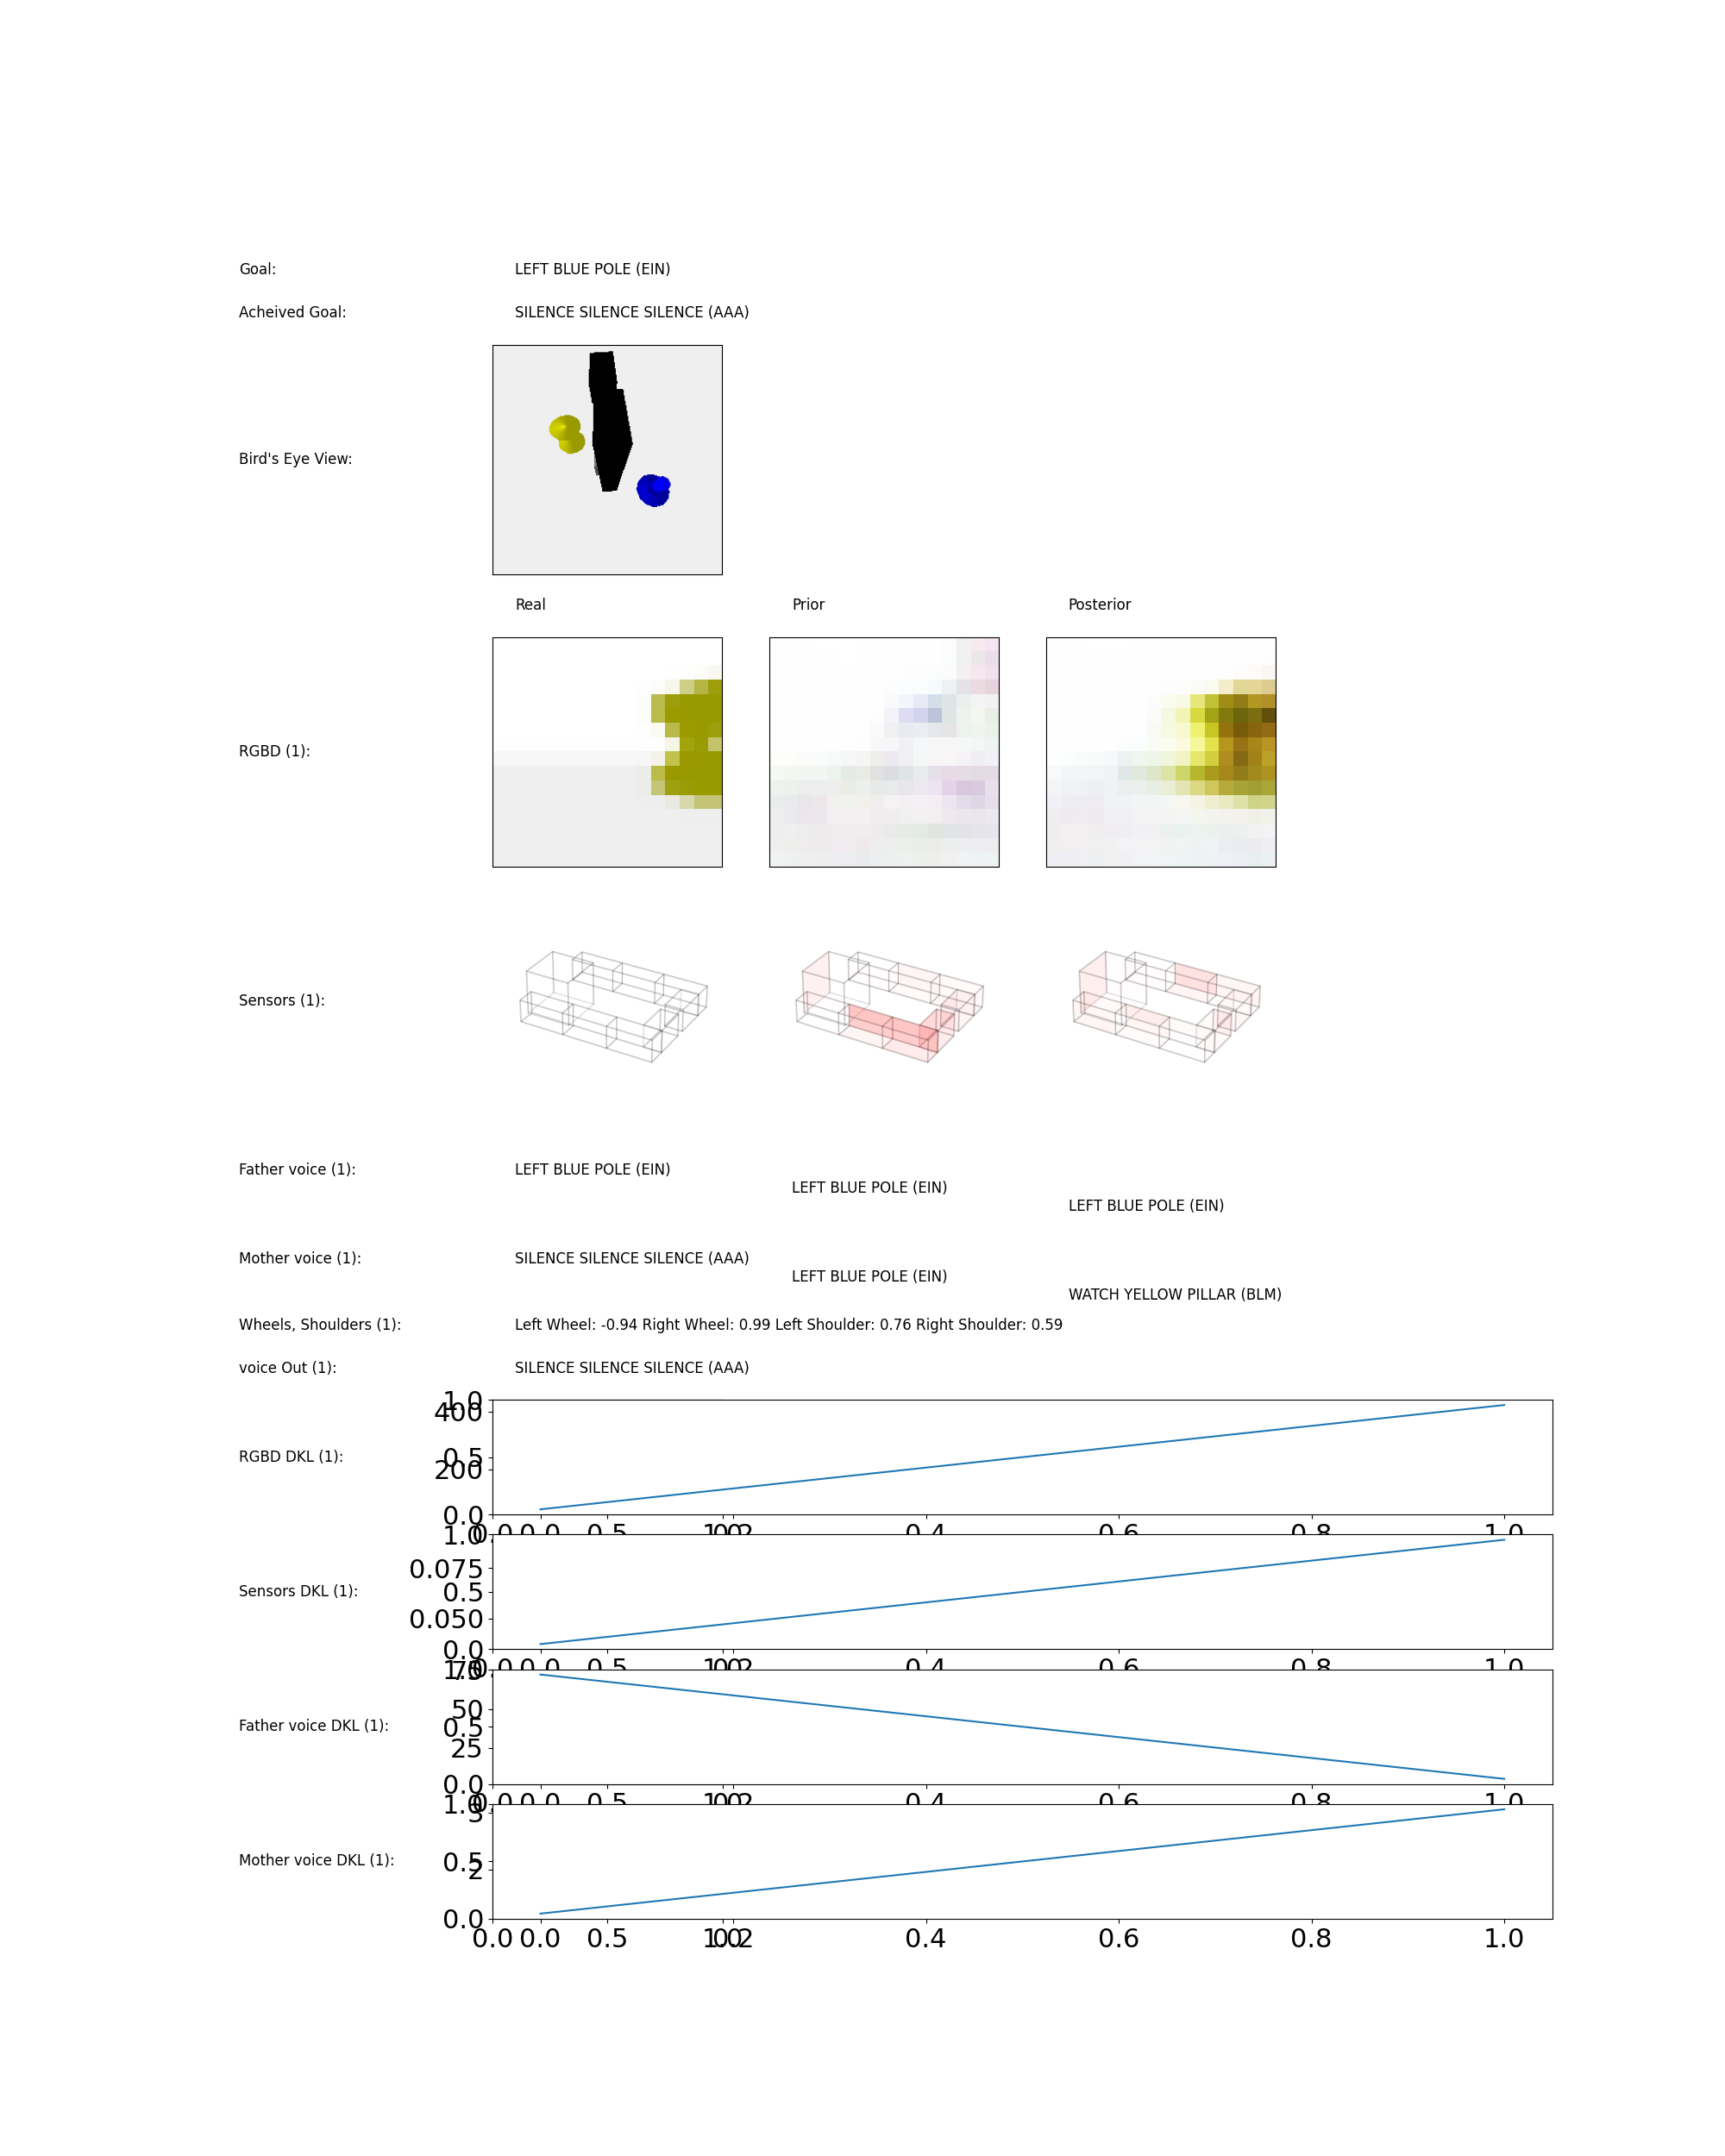 Goal: LEFT BLUE POLE (EIN)
Acheived Goal: SILENCE SILENCE SILENCE (AAA)
Bird's Eye View:
Real Prior Posterior
RGBD (1):
Sensors (1):
Father voice (1): LEFT BLUE POLE (EIN)
LEFT BLUE POLE (EIN)
LEFT BLUE POLE (EIN)
Mother voice (1): SILENCE SILENCE SILENCE (AAA)
LEFT BLUE POLE (EIN)
WATCH YELLOW PILLAR (BLM)
Wheels, Shoulders (1): Left Wheel: -0.94 Right Wheel: 0.99 Left Shoulder: 0.76 Right Shoulder: 0.59
voice Out (1): SILENCE SILENCE SILENCE (AAA)
1.0
400
RGBD DKL (1): 0.5
200
0.0
0.0 0.0 0.5 1.0 0.2 0.4 0.6 0.8 1.0
1.0
0.075
Sensors DKL (1): 0.5
0.050
0.0
0.0 0.0 0.5 1.0 0.2 0.4 0.6 0.8 1.0
1.0
75
50
Father voice DKL (1): 0.5
25
0.0
0.0 0.0 0.5 1.0 0.2 0.4 0.6 0.8 1.0
1.0
3
Mother voice DKL (1): 0.5
2
0.0
0.0 0.0 0.5 1.0 0.2 0.4 0.6 0.8 1.0